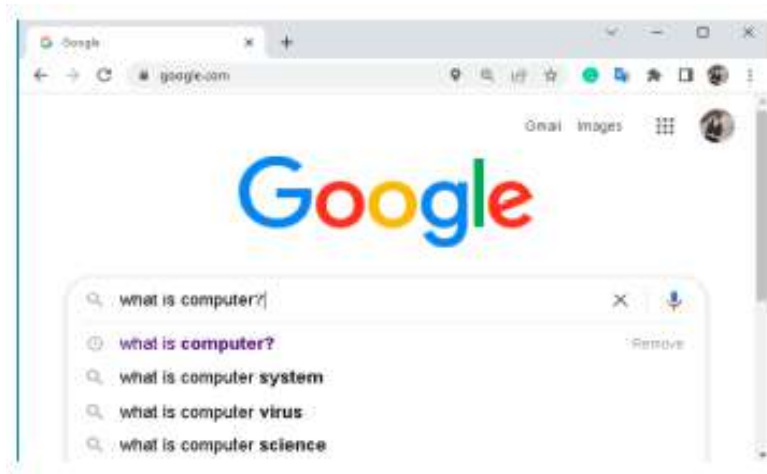 Google
google.com
Gmail Images
Google
what is computer?
what is computer?
Remove
what is computer system
what is computer virus
what is computer science